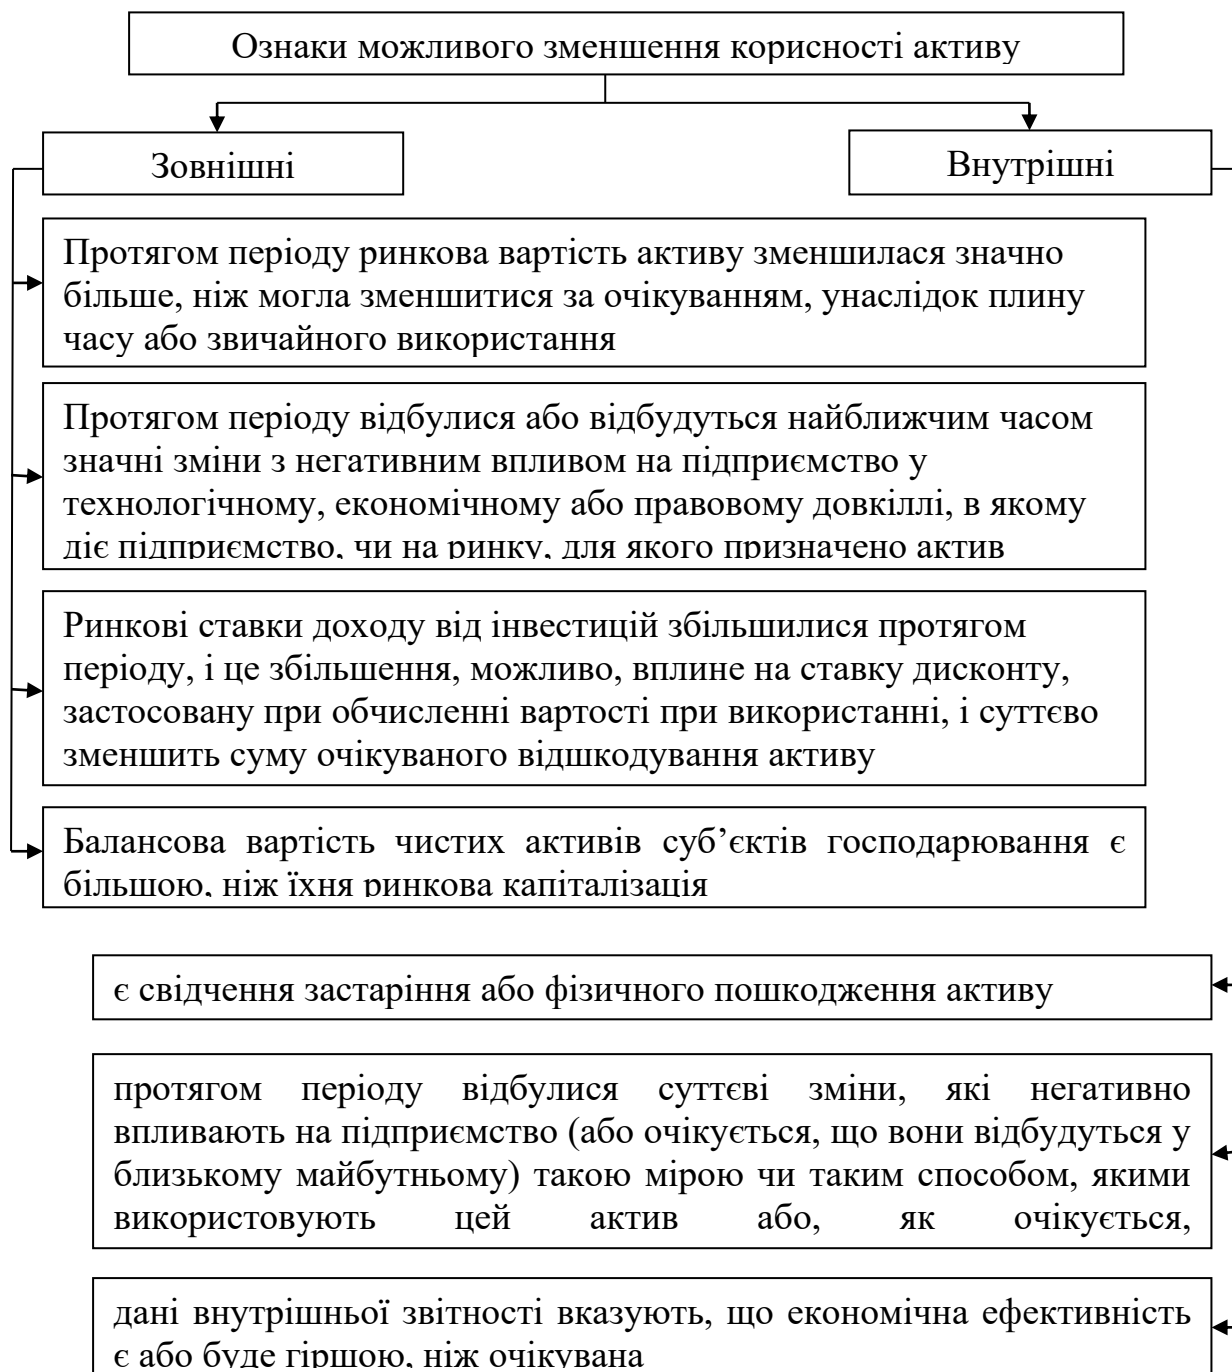 Ознаки можливого зменшення корисності активу
Зовнішні
Внутрішні
Протягом періоду ринкова вартість активу зменшилася значно
більше, ніж могла зменшитися за очікуванням, унаслідок плину
часу або звичайного використання
Протягом періоду відбулися або відбудуться найближчим часом
значні зміни з негативним впливом на підприємство у
технологічному, економічному або правовому довкіллі, в якому
діє підприємство, чи на ринку, для якого призначено актив
Ринкові ставки доходу від інвестицій збільшилися протягом
періоду, і це збільшення, можливо, вплине на ставку дисконту,
застосовану при обчисленні вартості при використанні, і суттєво
зменшить суму очікуваного відшкодування активу
Балансова вартість чистих активів суб’єктів господарювання є
більшою, ніж їхня ринкова капіталізація
є свідчення застаріння або фізичного пошкодження активу
протягом періоду відбулися суттєві зміни, які негативно
впливають на підприємство (або очікується, що вони відбудуться у
близькому майбутньому) такою мірою чи таким способом, якими
використовують цей актив або, як очікується,
дані внутрішньої звітності вказують, що економічна ефективність
є або буде гіршою, ніж очікувана